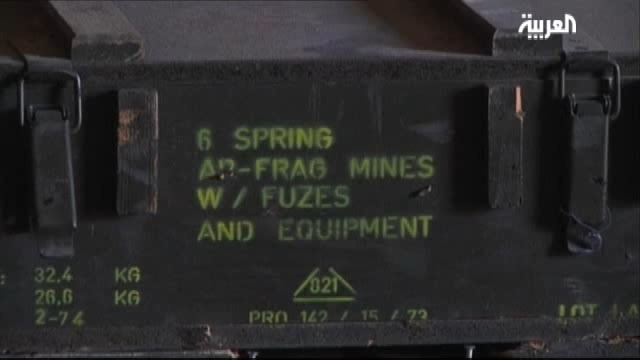 العربية
6 SPRING
AP-FRAG MINES
W / FUZES
AND EQUIPMENT
32,4 KG
26,6 KG
2-74
021
PRO 142 / 15 / 73
LOT